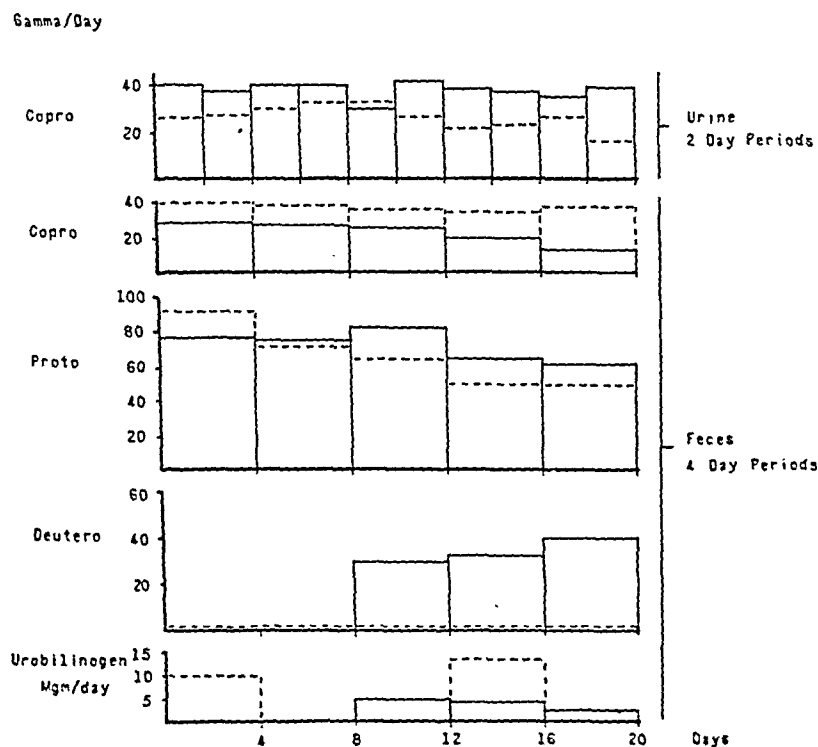 Gamma/Day
40
Copro
20
Urine
2 Day Periods
40
Copro
20
100
80
Proto
60
40
20
Feces
4 Day Periods
60
Deutero
40
20
Urobilinogen
Mgm/day
15
10
5
4
8
12
16
20
Days